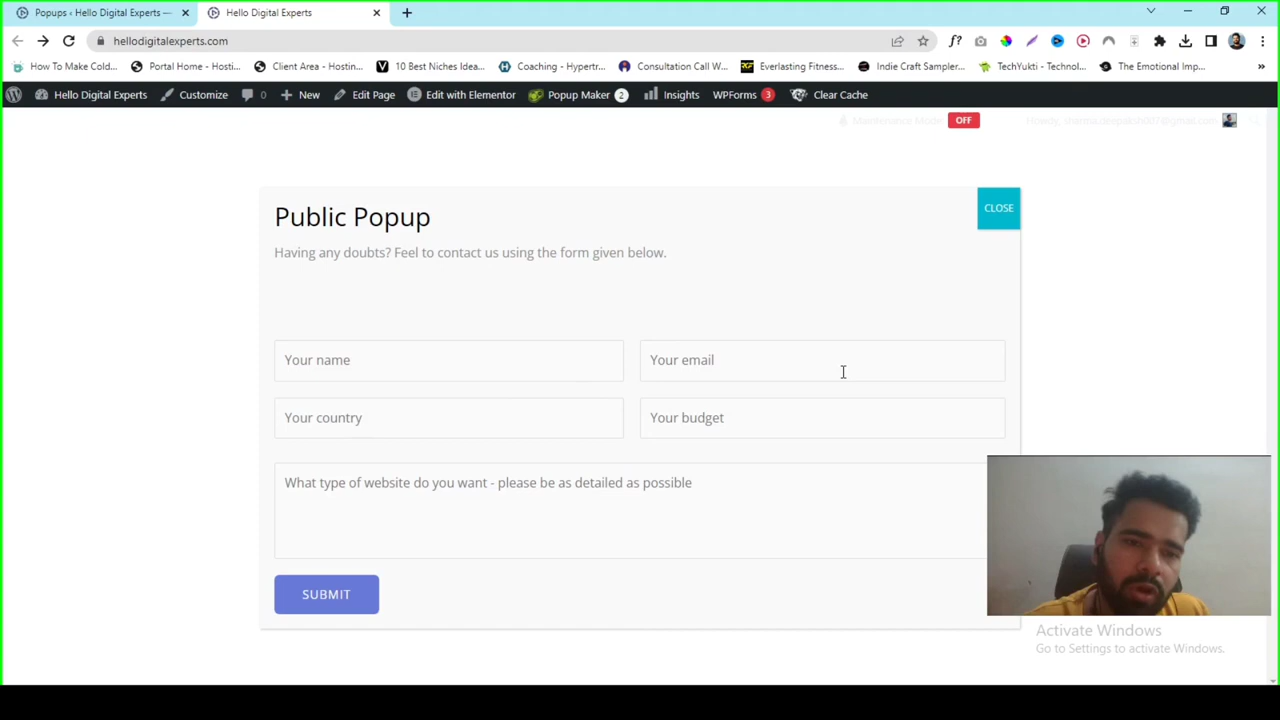 Popups ‹ Hello Digital Experts —
Hello Digital Experts
hellodigitalexperts.com
f?
How To Make Cold...
Portal Home - Hosti...
Client Area - Hostin...
10 Best Niches Ideas...
Coaching - Hypertr...
Consultation Call W...
Everlasting Fitness...
Indie Craft Sampler...
TechYukti - Technol...
The Emotional Imp...
»
Hello Digital Experts
Customize
0
New
Edit Page
Edit with Elementor
Popup Maker 2
Insights
WPForms 3
Clear Cache
Maintenance Mode
OFF
Public Popup
CLOSE
Having any doubts? Feel to contact us using the form given below.
Your name
Your email
Your country
Your budget
What type of website do you want - please be as detailed as possible
SUBMIT
Activate Windows
Go to Settings to activate Windows.